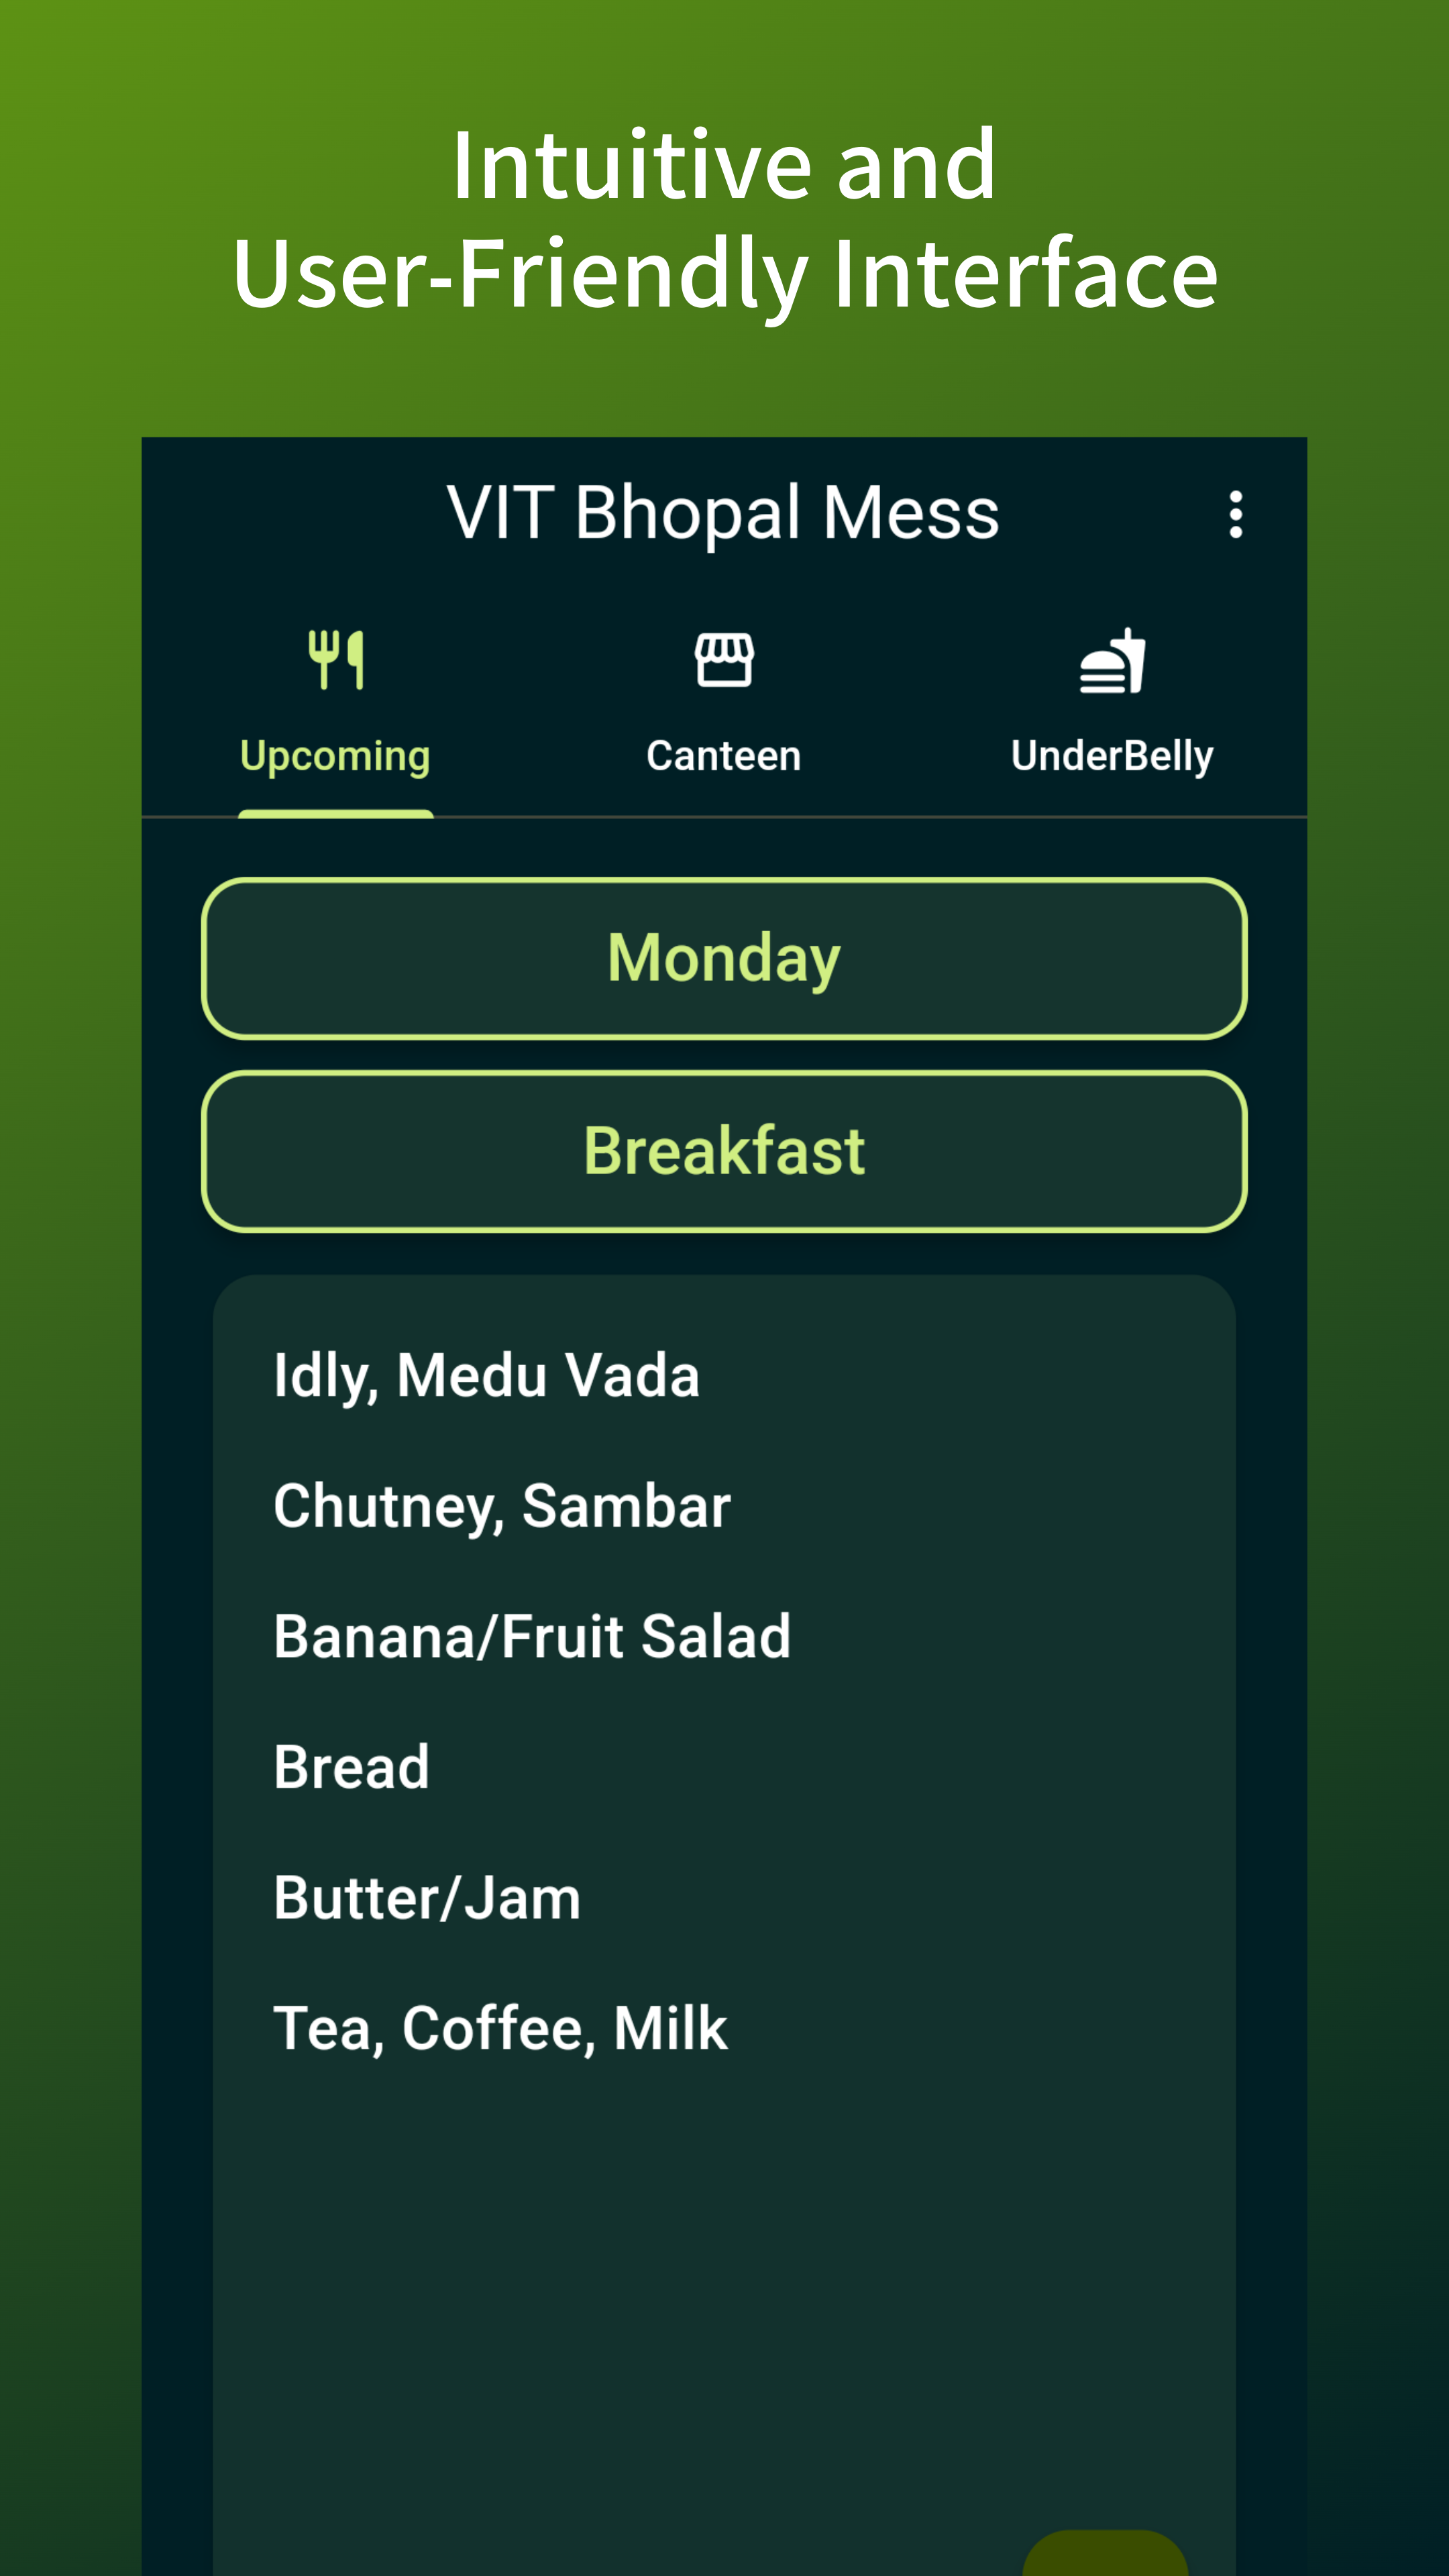 Intuitive and
User-Friendly Interface
VIT Bhopal Mess
Upcoming
Canteen
UnderBelly
Monday
Breakfast
Idly, Medu Vada
Chutney, Sambar
Banana/Fruit Salad
Bread
Butter/Jam
Tea, Coffee, Milk